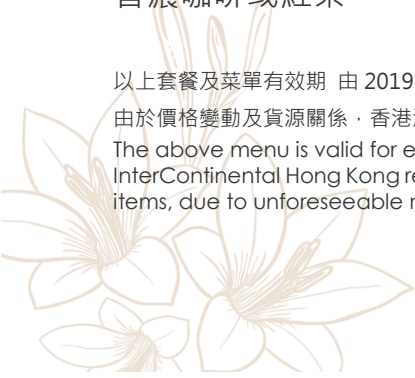 香濃咖啡或紅茶
以上套餐及菜單有效期 由 2019
由於價格變動及貨源關係，香港
The above menu is valid for e
InterContinental Hong Kong re
items, due to unforeseeable